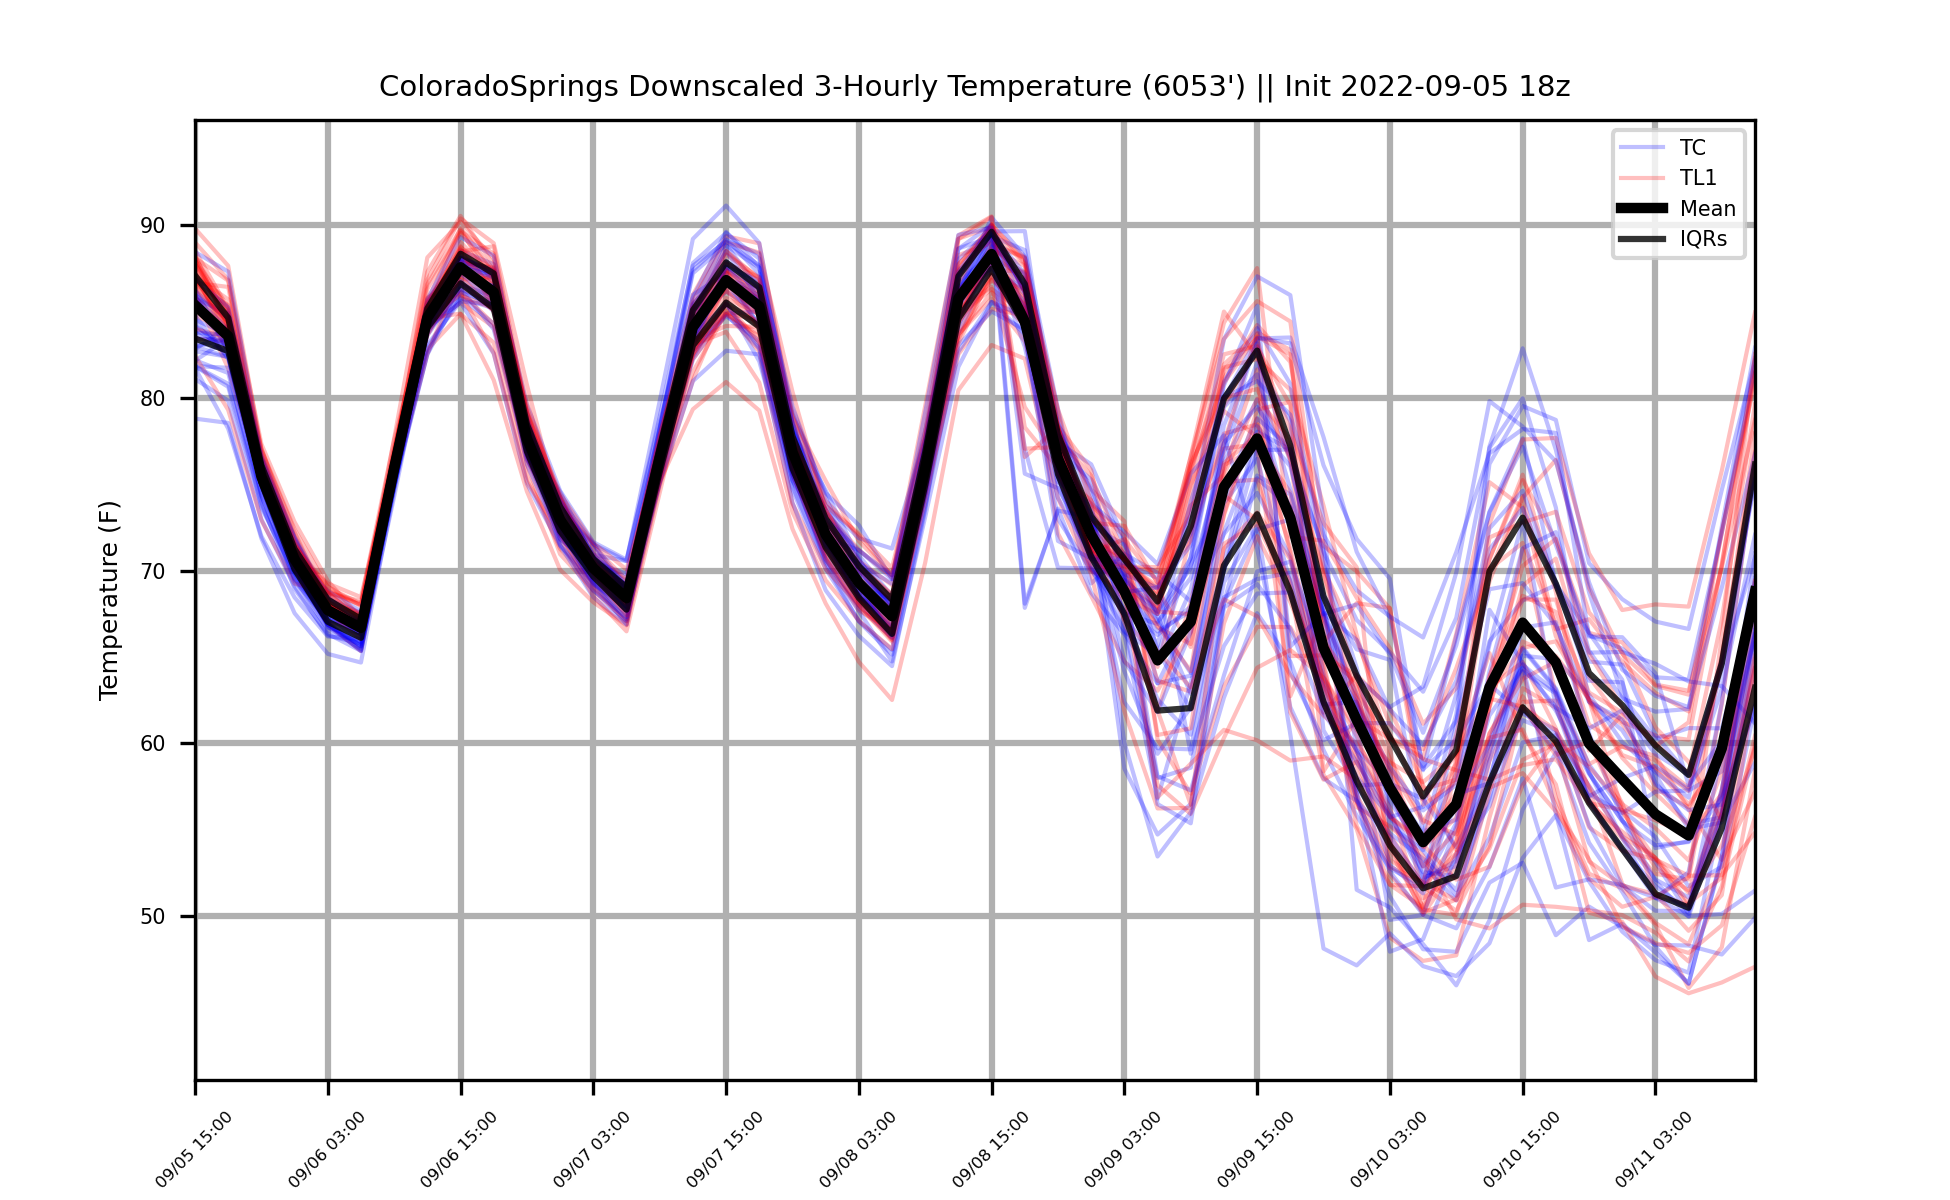 ColoradoSprings Downscaled 3-Hourly Temperature (6053') || Init 2022-09-05 18z
TC
TL1
Mean
IQRs
Temperature (F)
90
80
70
60
50
09/05 15:00
09/06 03:00
09/06 15:00
09/07 03:00
09/07 15:00
09/08 03:00
09/08 15:00
09/09 03:00
09/09 15:00
09/10 03:00
09/10 15:00
09/11 03:00